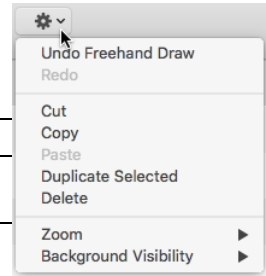 Undo Freehand Draw
Redo
Cut
Copy
Paste
Duplicate Selected
Delete
Zoom
Background Visibility